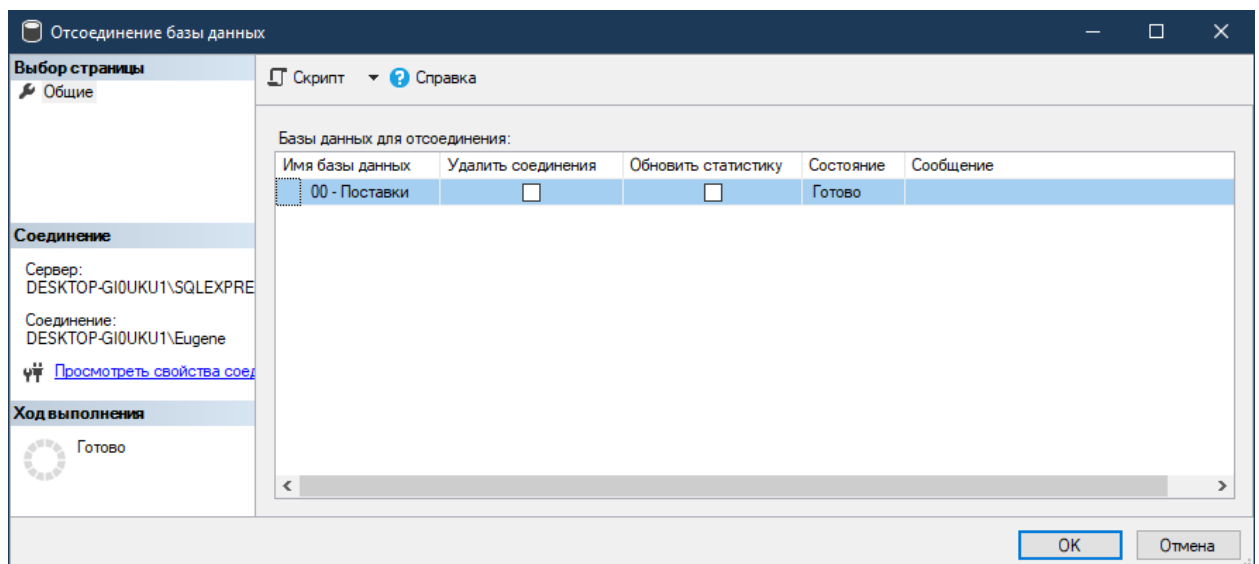 Отсоединение базы данных
Выбор страницы
Общие
Скрипт Справка
Базы данных для отсоединения:
Имя базы данных Удалить соединения Обновить статистику Состояние Сообщение
00 - Поставки Готово
Соединение
Сервер:
DESKTOP-GI0UKU1\SQLEXPRE
Соединение:
DESKTOP-GI0UKU1\Eugene
Просмотреть свойства соед
Ход выполнения
Готово
OK Отмена